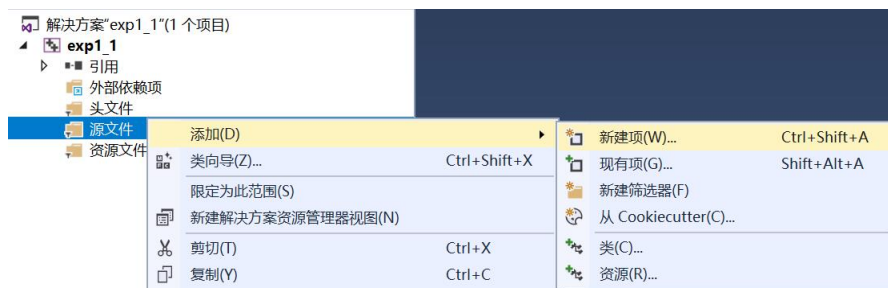 解决方案"exp1_1"(1 个项目)
exp1_1
引用
外部依赖项
头文件
源文件
资源文件
添加(D)
类向导(Z)... Ctrl+Shift+X
限定为此范围(S)
新建解决方案资源管理器视图(N)
剪切(T) Ctrl+X
复制(Y) Ctrl+C
新建项(W)... Ctrl+Shift+A
现有项(G)... Shift+Alt+A
新建筛选器(F)
从 Cookiecutter(C)...
类(C)...
资源(R)...